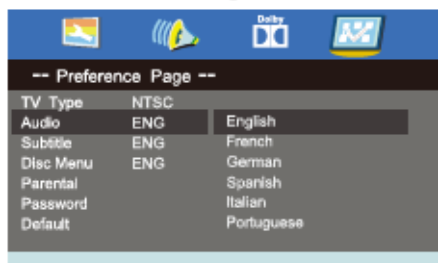 Dolby
-- Preference Page --
TV Type NTSC
Audio ENG English
Subtitle ENG French
Disc Menu ENG German
Parental Spanish
Password Italian
Default Portuguese